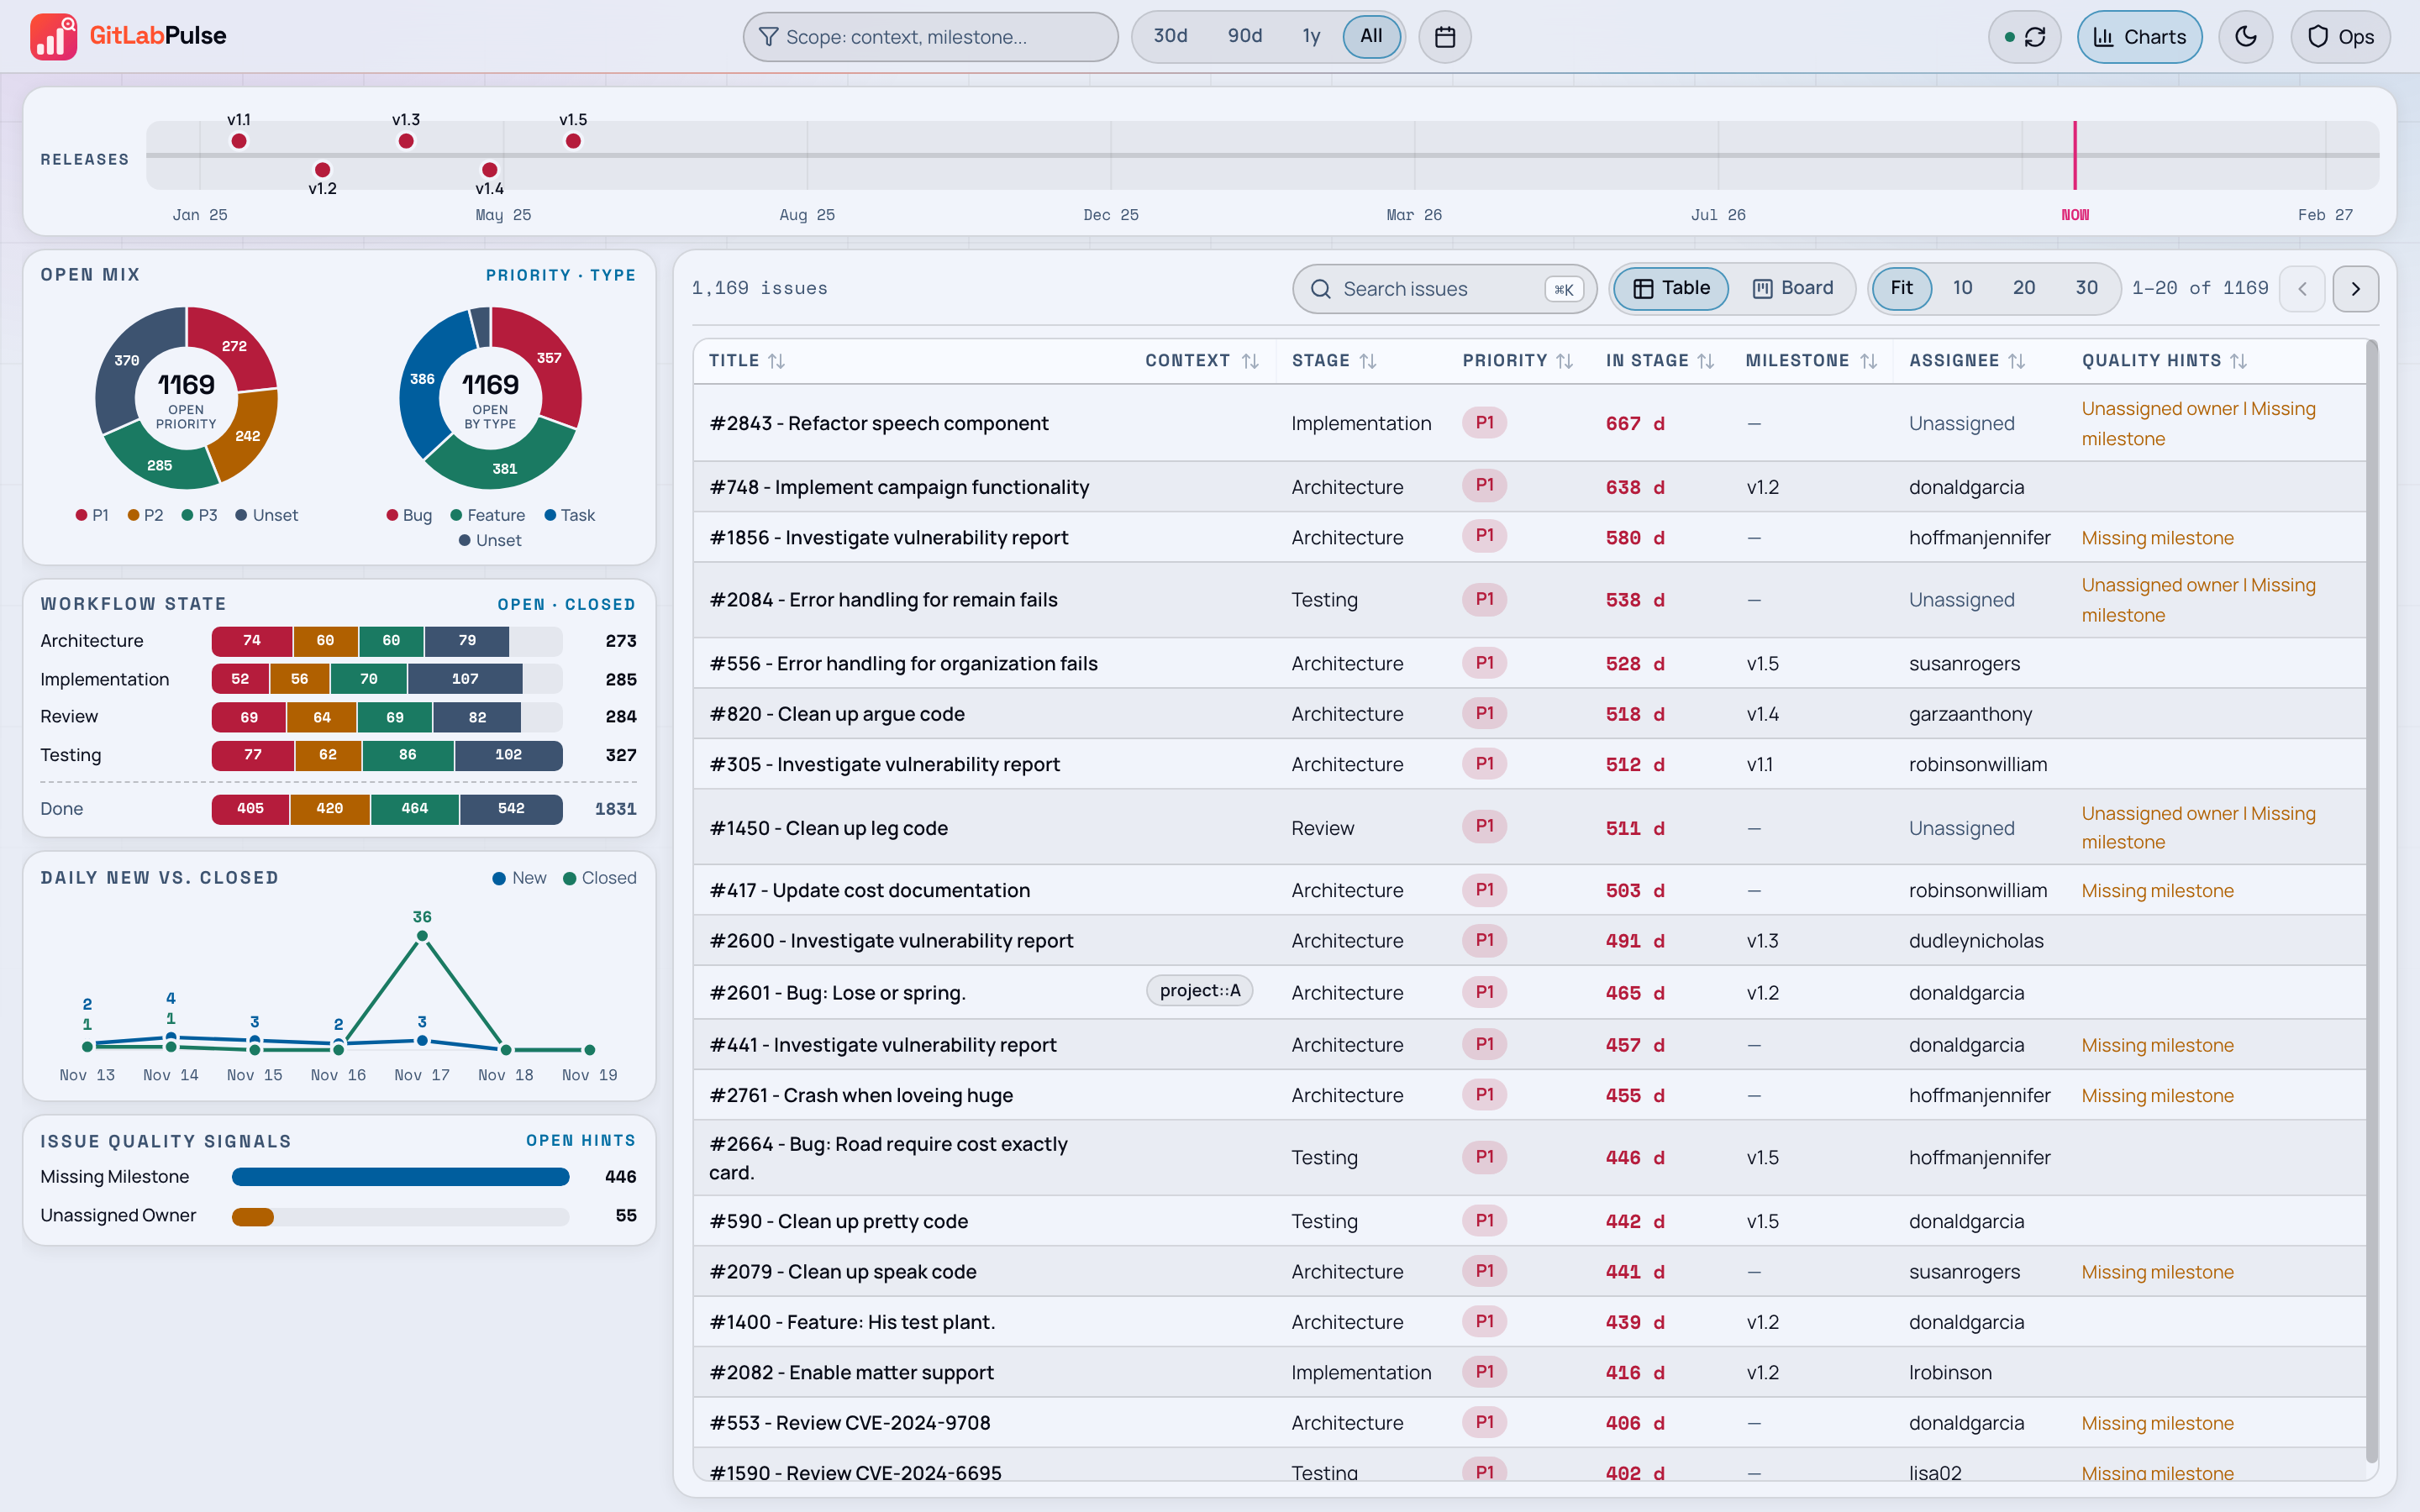 GitLabPulse
Scope: context, milestone...
30d 90d 1y All
Charts
Ops
RELEASES
v1.1 v1.3 v1.5
v1.2 v1.4
Jan 25 May 25 Aug 25 Dec 25 Mar 26 Jul 26 NOW Feb 27
OPEN MIX PRIORITY · TYPE
370 272 242 285
1169
OPEN
PRIORITY
386 357 381
1169
OPEN
BY TYPE
P1 P2 P3 Unset
Bug Feature Task
Unset
WORKFLOW STATE OPEN · CLOSED
Architecture 74 60 60 79 273
Implementation 52 56 70 107 285
Review 69 64 69 82 284
Testing 77 62 86 102 327
Done 405 420 464 542 1831
DAILY NEW VS. CLOSED New Closed
36
2 4
1 1 3 2 3
Nov 13 Nov 14 Nov 15 Nov 16 Nov 17 Nov 18 Nov 19
ISSUE QUALITY SIGNALS OPEN HINTS
Missing Milestone 446
Unassigned Owner 55
1,169 issues
Search issues ⌘K
Table Board
Fit 10 20 30
1–20 of 1169
TITLE CONTEXT STAGE PRIORITY IN STAGE MILESTONE ASSIGNEE QUALITY HINTS
#2843 - Refactor speech component Implementation P1 667 d — Unassigned Unassigned owner | Missing
milestone
#748 - Implement campaign functionality Architecture P1 638 d v1.2 donaldgarcia
#1856 - Investigate vulnerability report Architecture P1 580 d — hoffmanjennifer Missing milestone
#2084 - Error handling for remain fails Testing P1 538 d — Unassigned Unassigned owner | Missing
milestone
#556 - Error handling for organization fails Architecture P1 528 d v1.5 susanrogers
#820 - Clean up argue code Architecture P1 518 d v1.4 garzaanthony
#305 - Investigate vulnerability report Architecture P1 512 d v1.1 robinsonwilliam
#1450 - Clean up leg code Review P1 511 d — Unassigned Unassigned owner | Missing
milestone
#417 - Update cost documentation Architecture P1 503 d — robinsonwilliam Missing milestone
#2600 - Investigate vulnerability report Architecture P1 491 d v1.3 dudleynicholas
#2601 - Bug: Lose or spring. project::A Architecture P1 465 d v1.2 donaldgarcia
#441 - Investigate vulnerability report Architecture P1 457 d — donaldgarcia Missing milestone
#2761 - Crash when loveing huge Architecture P1 455 d — hoffmanjennifer Missing milestone
#2664 - Bug: Road require cost exactly
card. Testing P1 446 d v1.5 hoffmanjennifer
#590 - Clean up pretty code Testing P1 442 d v1.5 donaldgarcia
#2079 - Clean up speak code Architecture P1 441 d — susanrogers Missing milestone
#1400 - Feature: His test plant. Architecture P1 439 d v1.2 donaldgarcia
#2082 - Enable matter support Implementation P1 416 d v1.2 lrobinson
#553 - Review CVE-2024-9708 Architecture P1 406 d — donaldgarcia Missing milestone
#1590 - Review CVE-2024-6695 Testing P1 402 d — lisa02 Missing milestone